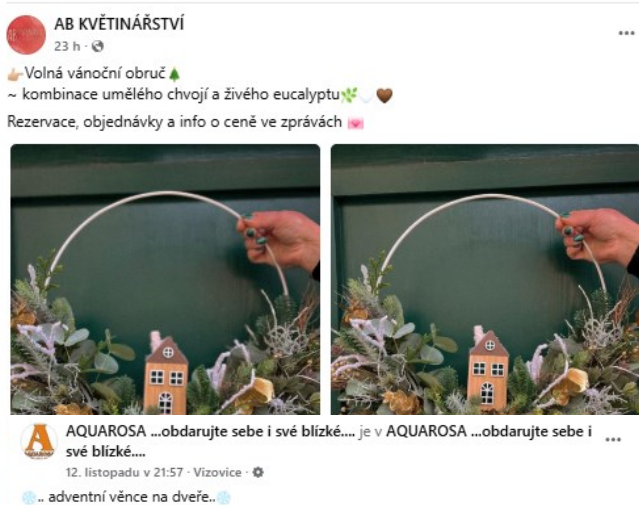 AB KVĚTINÁŘSTVÍ
23 h ·
Volná vánoční obruč
~ kombinace umělého chvojí a živého eucalyptu
Rezervace, objednávky a info o ceně ve zprávách
AQUAROSA ...obdarujte sebe i své blízké.... je v AQUAROSA ...obdarujte sebe i
své blízké....
12. listopadu v 21:57 · Vizovice ·
.. adventní věnce na dveře..